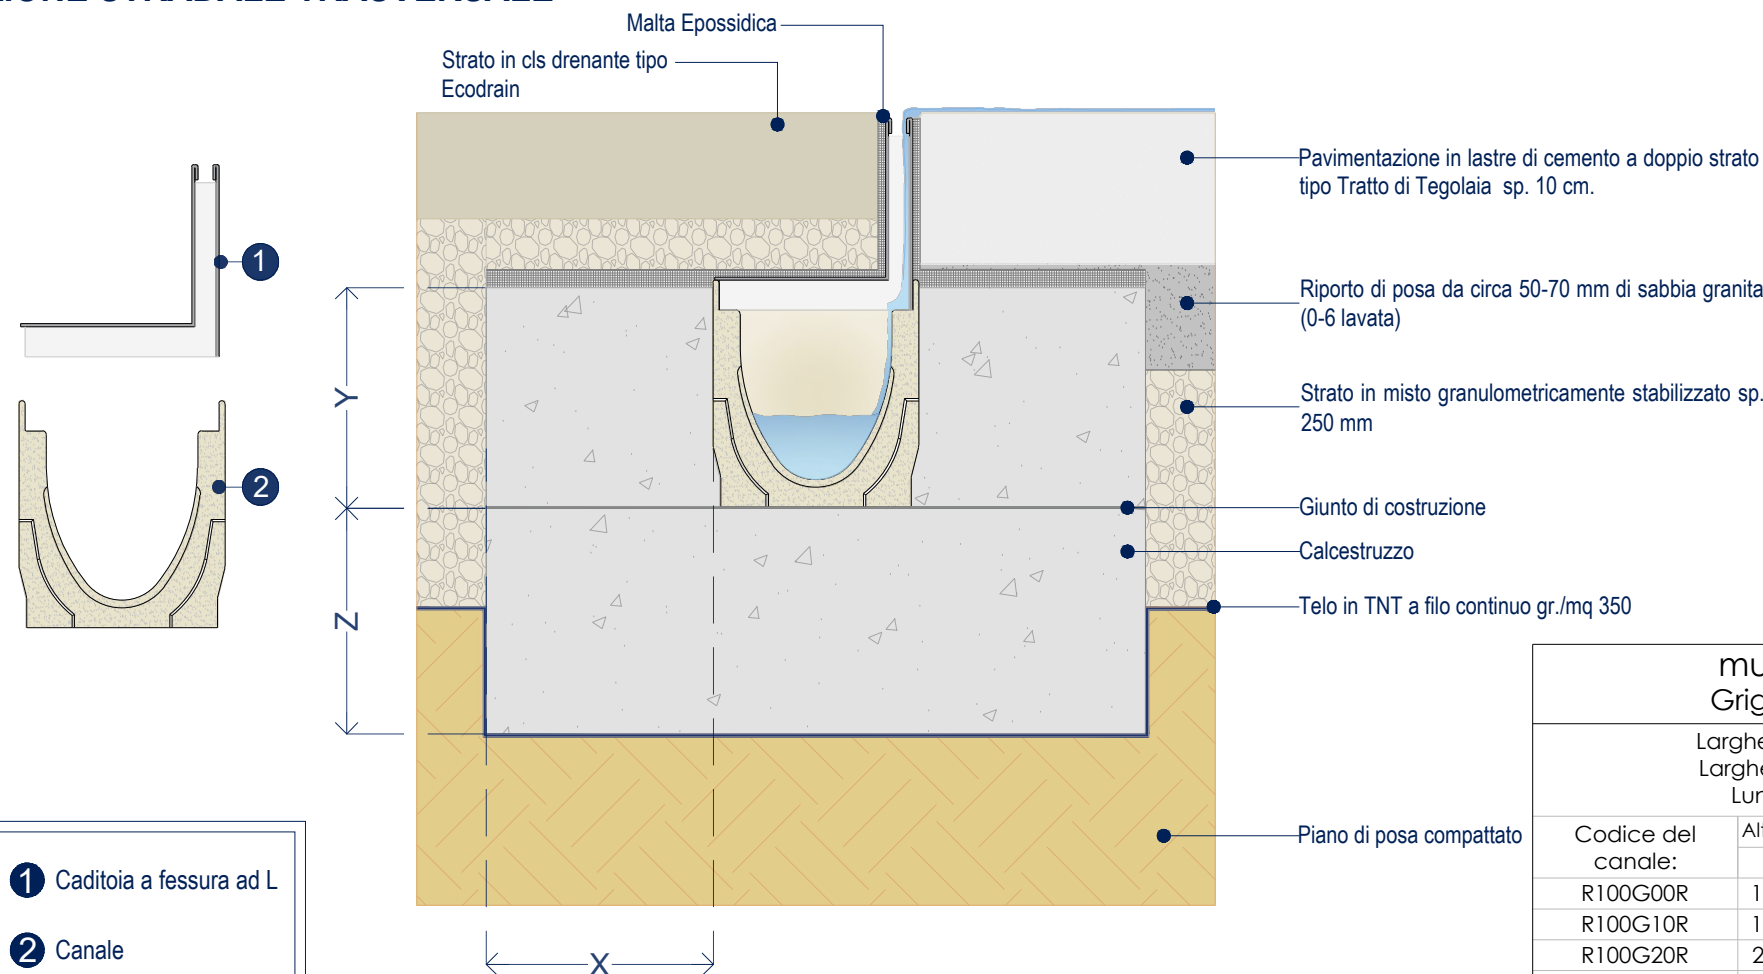 Malta Epossidica
Strato in cls drenante tipo
Ecodrain
Pavimentazione in lastre di cemento a doppio strato
tipo Tratto di Tegolaia sp. 10 cm.
1
Riporto di posa da circa 50-70 mm di sabbia granita
(0-6 lavata)
Y
Strato in misto granulometricamente stabilizzato sp.
250 mm
2
Giunto di costruzione
Calcestruzzo
Z
Telo in TNT a filo continuo gr./mq 350
Piano di posa compattato
X
1 Caditoia a fessura ad L
2 Canale
Codice del
canale:
R100G00R
R100G10R
R100G20R